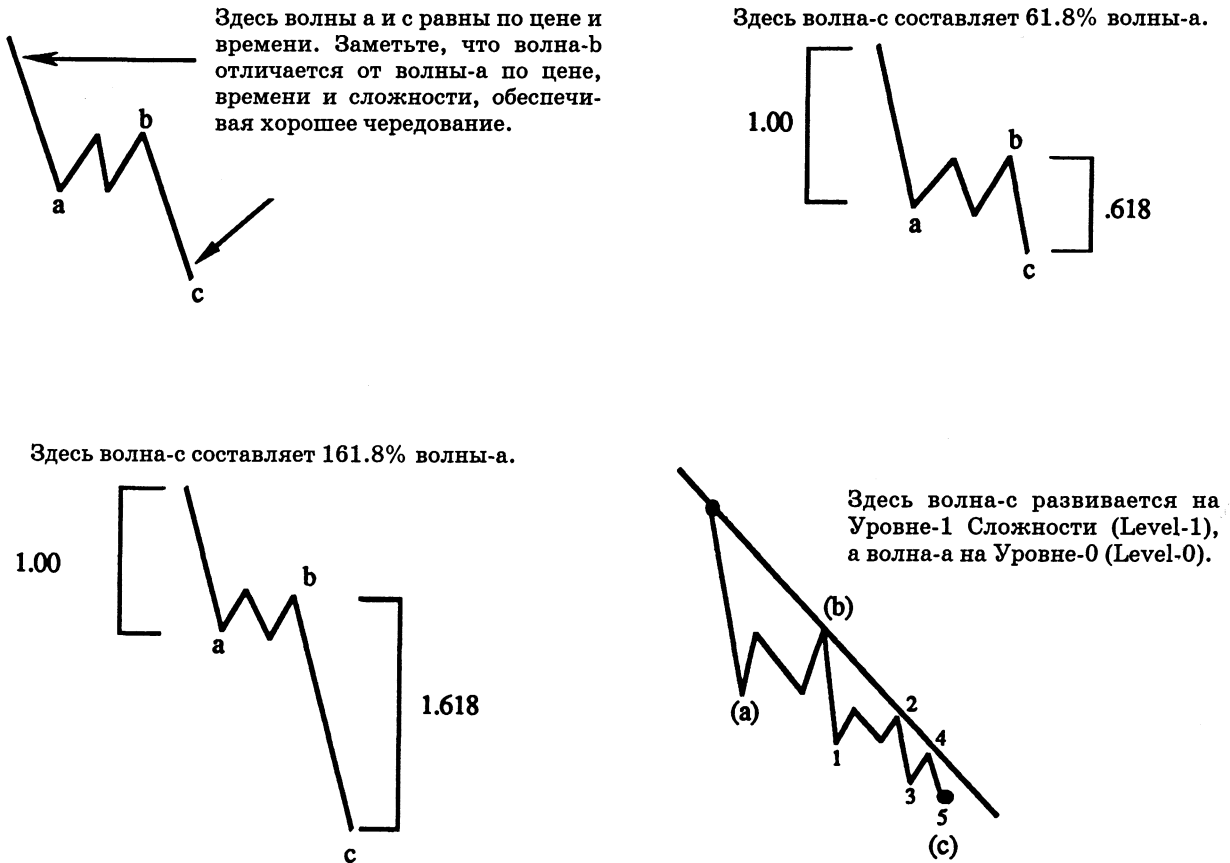 Здесь волны a и c равны по цене и
времени. Заметьте, что волна-b
отличается от волны-a по цене,
времени и сложности, обеспечи-
вая хорошее чередование.
b
a
c
Здесь волна-c составляет 61.8% волны-a.
1.00
b
.618
a
c
Здесь волна-c составляет 161.8% волны-a.
1.00
b
a
1.618
c
Здесь волна-c развивается на
Уровне-1 Сложности (Level-1),
а волна-a на Уровне-0 (Level-0).
(b)
(a)
2
4
1
3
5
(c)